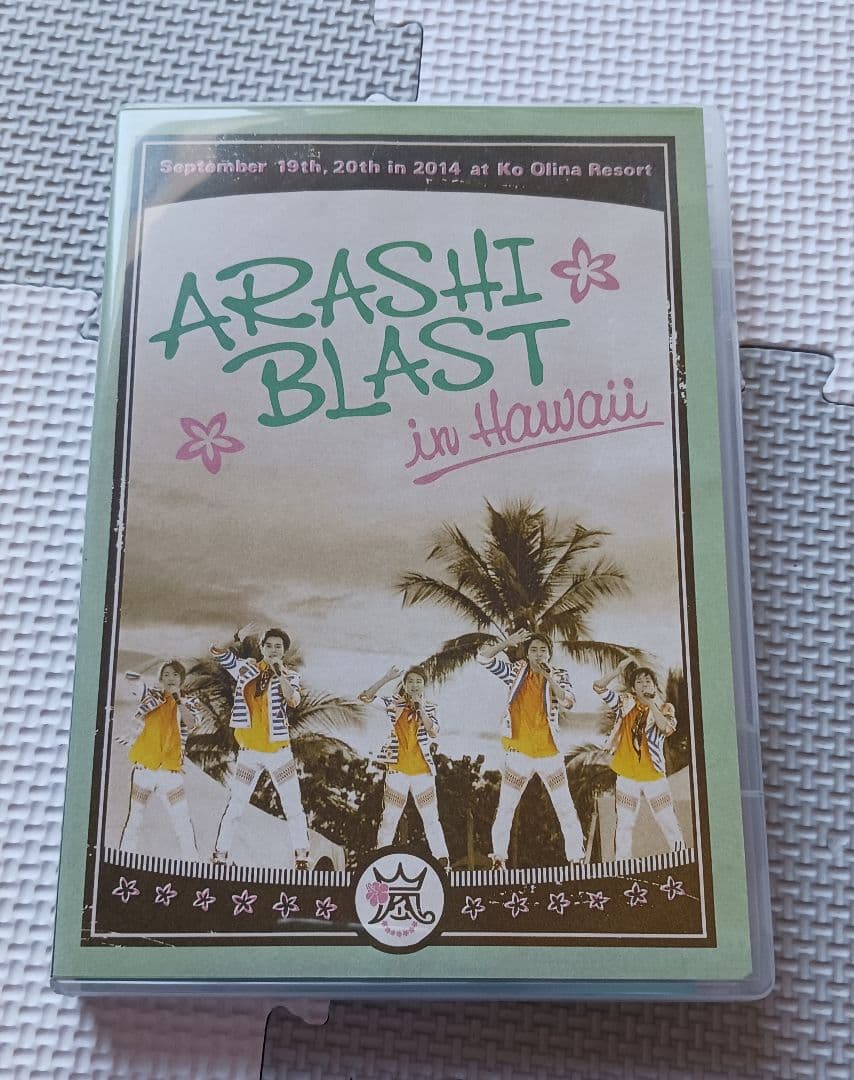 September 19th, 20th in 2014 at Ko Olina Resort
ARASHI
BLAST
in Hawaii
嵐